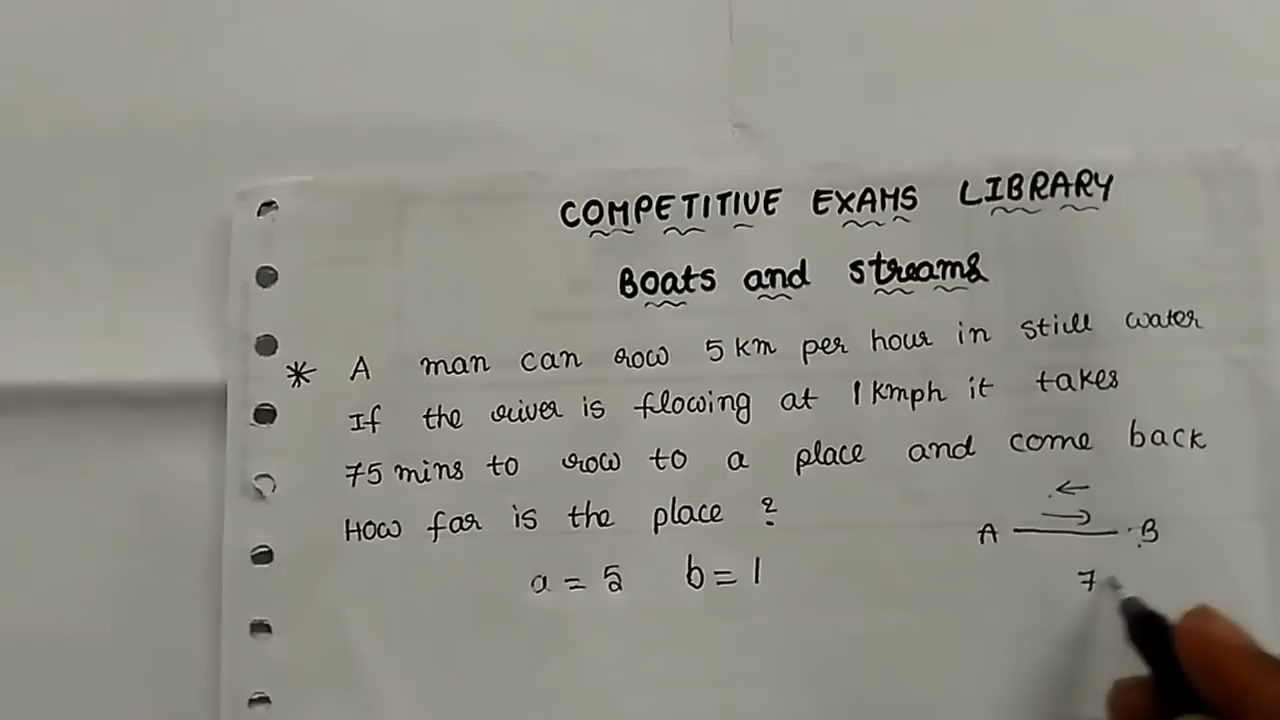 COMPETITIVE EXAMS LIBRARY
Boats and streams
* A man can row 5 km per hour in still water
If the river is flowing at 1 kmph it takes
75 mins to row to a place and come back
How far is the place ?
← →
A B
a = 5 b = 1
7